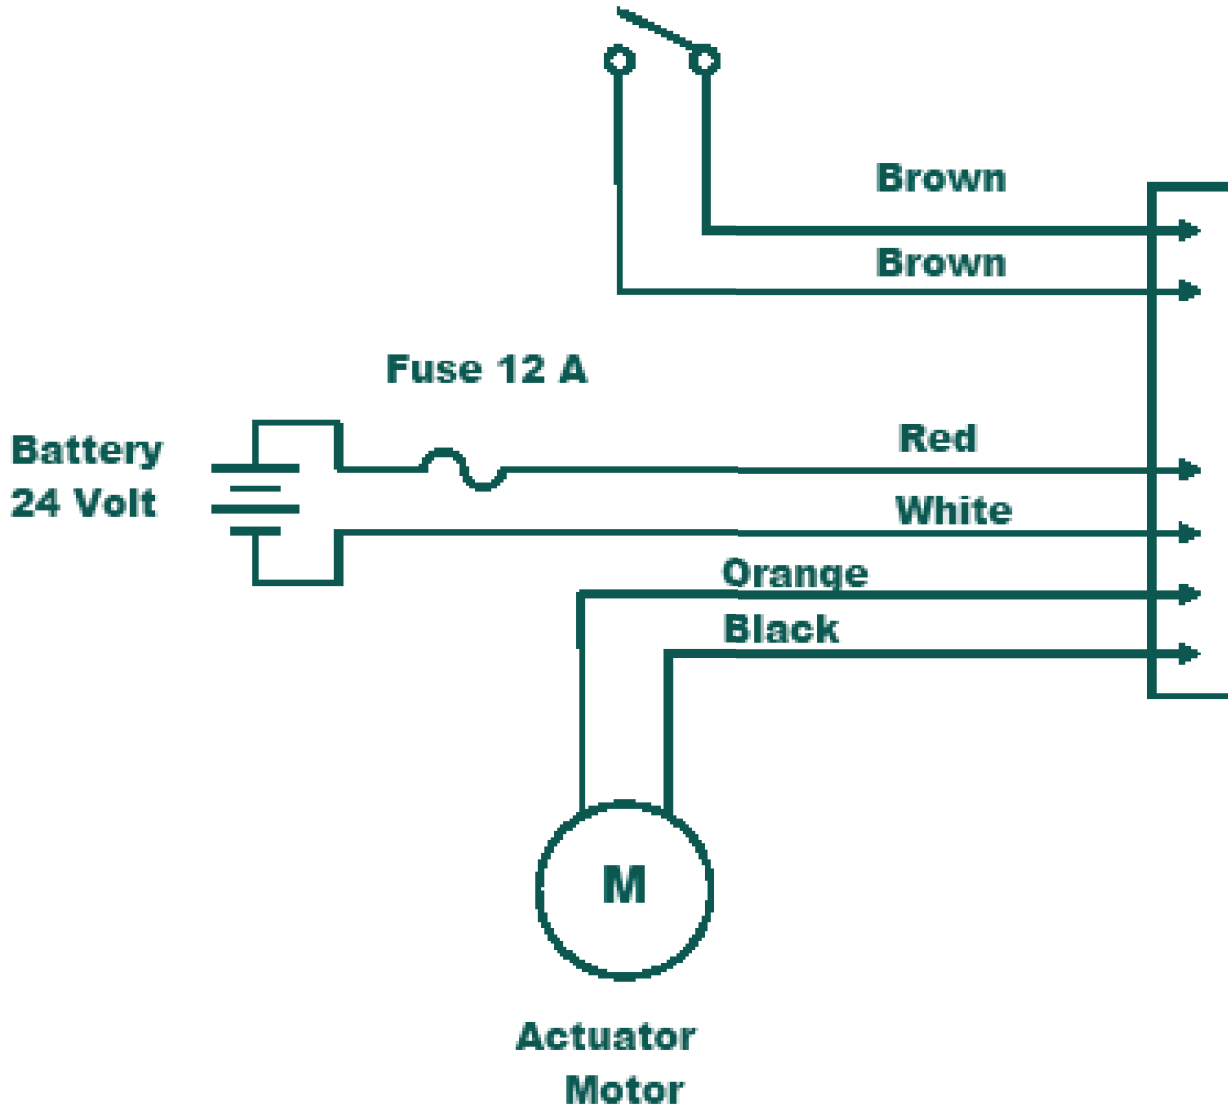 Brown
Brown
Fuse 12 A
Battery
24 Volt
Red
White
Orange
Black
M
Actuator
Motor